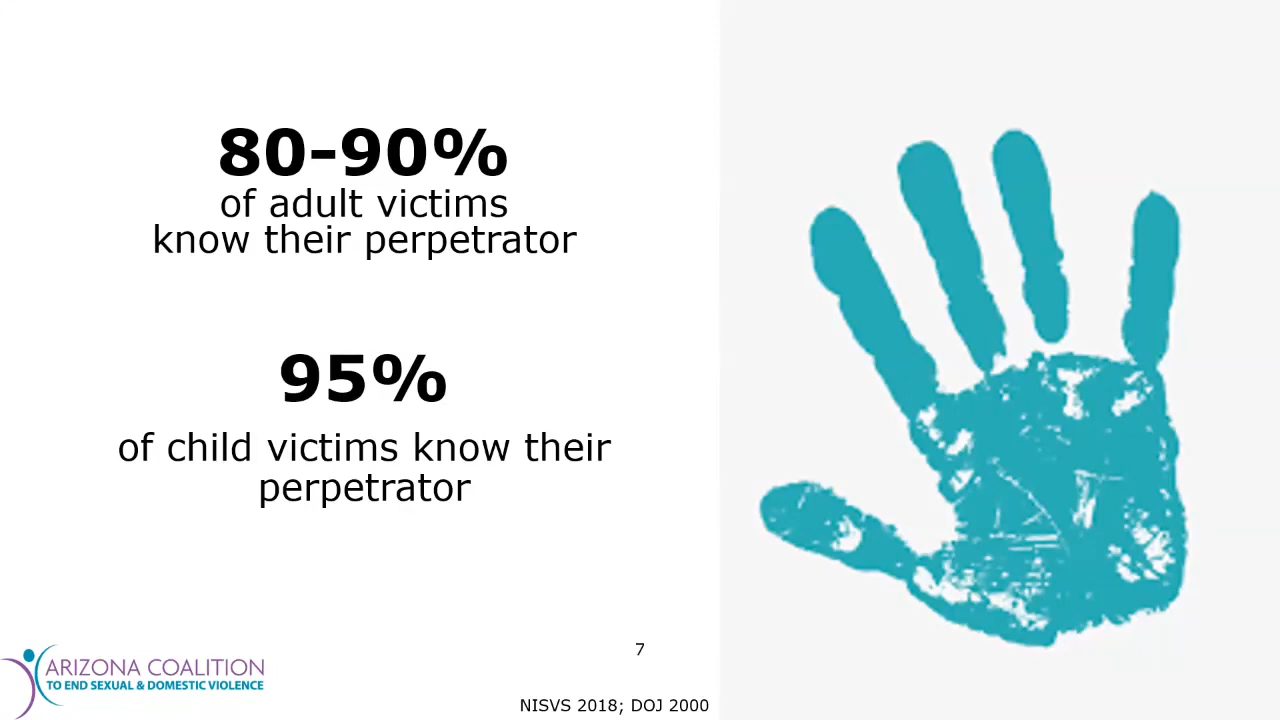 80-90%
of adult victims
know their perpetrator
95%
of child victims know their
perpetrator
7
ARIZONA COALITION
TO END SEXUAL & DOMESTIC VIOLENCE
NISVS 2018; DOJ 2000